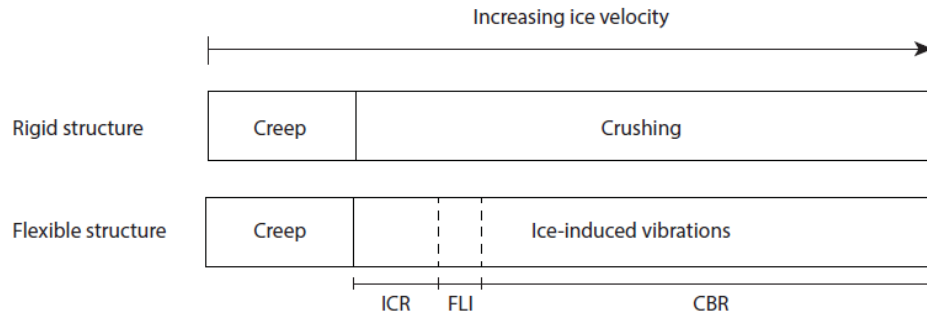 Increasing ice velocity
Rigid structure Creep Crushing
Flexible structure Creep Ice-induced vibrations
ICR FLI CBR